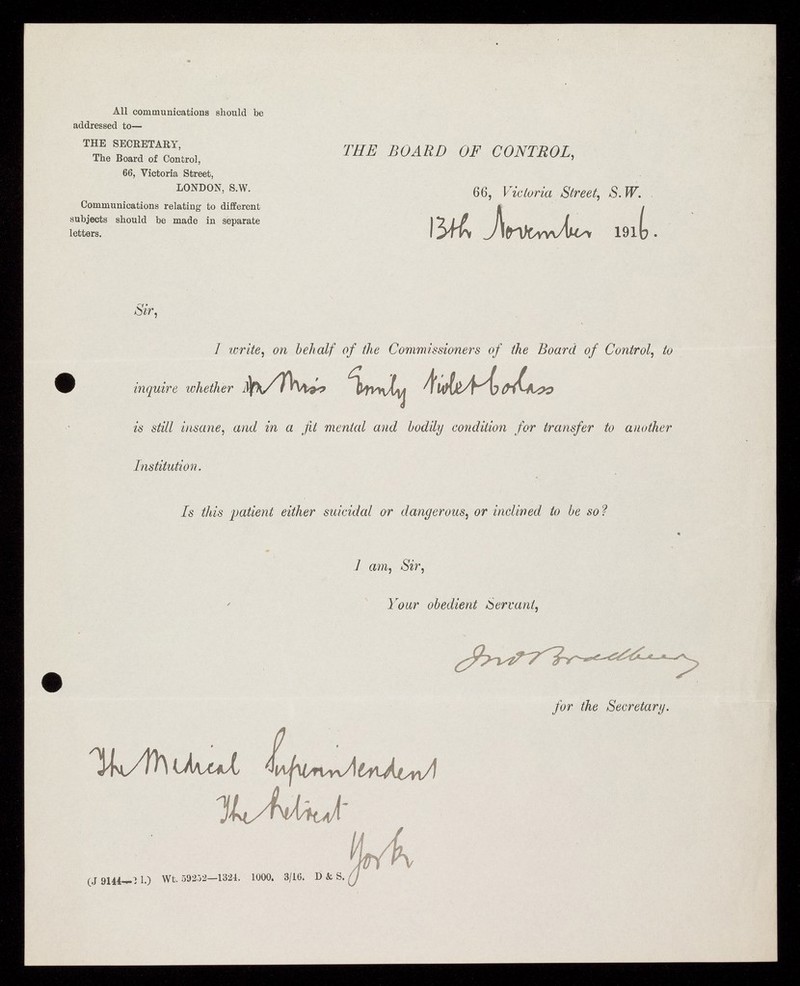 All communications should be
addressed to—
THE SECRETARY,
The Board of Control,
66, Victoria Street,
LONDON, S.W.
Communications relating to different
subjects should be made in separate
letters.
THE BOARD OF CONTROL,
66, Victoria Street, S.W.
13th November 1916.
Sir,
I write, on behalf of the Commissioners of the Board of Control, to
inquire whether Miss Emily Violet Corlass
is still insane, and in a fit mental and bodily condition for transfer to another
Institution.
Is this patient either suicidal or dangerous, or inclined to be so?
I am, Sir,
Your obedient Servant,
Jno Bradbury
for the Secretary.
The Medical Superintendent
The Retreat
York
(J 9144—2 1.) Wt. 59252—1324. 1000. 3/16. D & S.